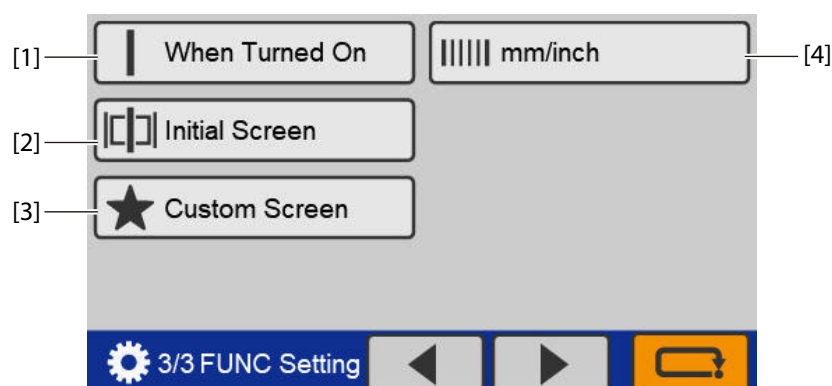 [1] When Turned On
mm/inch [4]
[2] Initial Screen
[3] Custom Screen
3/3 FUNC Setting